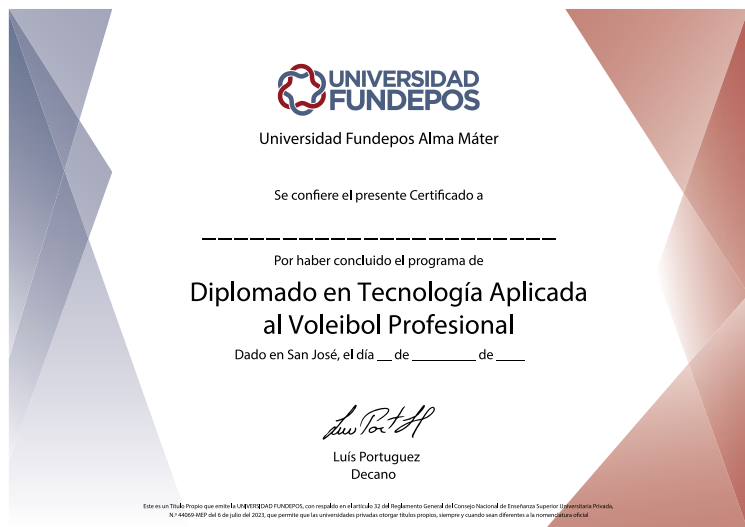 UNIVERSIDAD
FUNDEPOS
Universidad Fundepos Alma Máter
Se confiere el presente Certificado a
Por haber concluido el programa de
Diplomado en Tecnología Aplicada
al Voleibol Profesional
Dado en San José, el día __ de ________ de ____
Luís Portuguez
Decano
Este es un Título Propio que emite la UNIVERSIDAD FUNDEPOS, con respaldo en el artículo 32 del Reglamento General del Consejo Nacional de Enseñanza Superior Universitaria Privada,
N.º 44069-MEP del 6 de julio del 2023, que permite que las universidades privadas otorgar títulos propios, siempre y cuando sean diferentes a la nomenclatura oficial